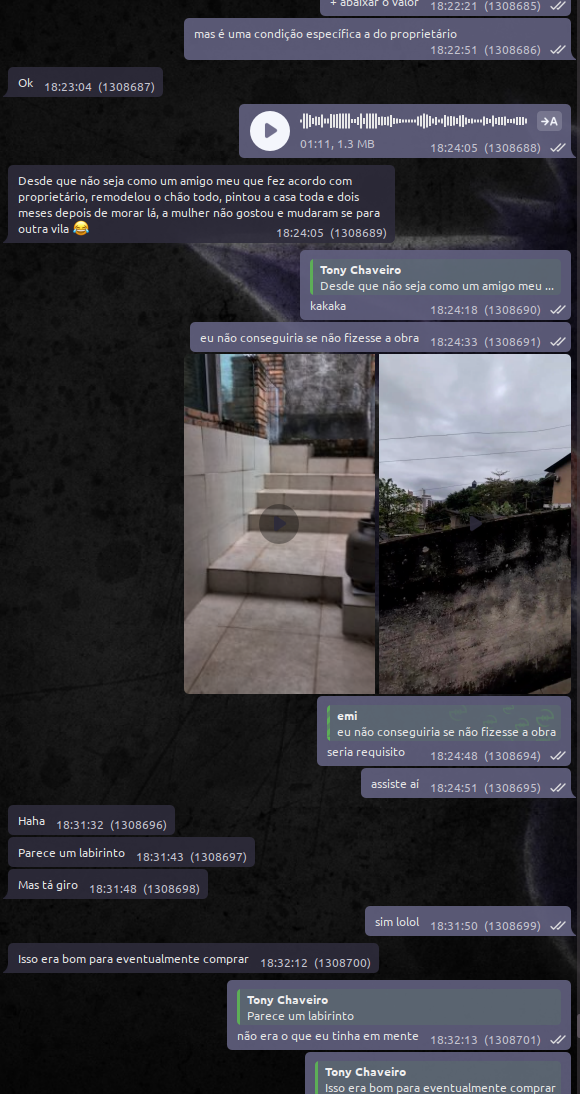 + abaixar o valor 18:22:21 (1308685)
mas é uma condição específica a do proprietário
18:22:51 (1308686)
Ok 18:23:04 (1308687)
→A
01:11, 1.3 MB 18:24:05 (1308688)
Desde que não seja como um amigo meu que fez acordo com
proprietário, remodelou o chão todo, pintou a casa toda e dois
meses depois de morar lá, a mulher não gostou e mudaram se para
outra vila 😂 18:24:05 (1308689)
Tony Chaveiro
Desde que não seja como um amigo meu ...
kakaka 18:24:18 (1308690)
eu não conseguiria se não fizesse a obra 18:24:33 (1308691)
emi
eu não conseguiria se não fizesse a obra
seria requisito 18:24:48 (1308694)
assiste aí 18:24:51 (1308695)
Haha 18:31:32 (1308696)
Parece um labirinto 18:31:43 (1308697)
Mas tá giro 18:31:48 (1308698)
sim lolol 18:31:50 (1308699)
Isso era bom para eventualmente comprar 18:32:12 (1308700)
Tony Chaveiro
Parece um labirinto
não era o que eu tinha em mente 18:32:13 (1308701)
Tony Chaveiro
Isso era bom para eventualmente comprar